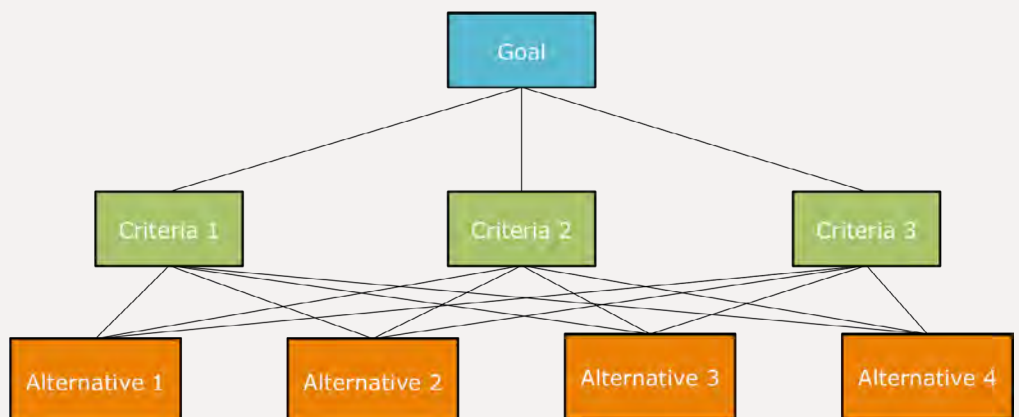 Goal
Criteria 1
Criteria 2
Criteria 3
Alternative 1
Alternative 2
Alternative 3
Alternative 4